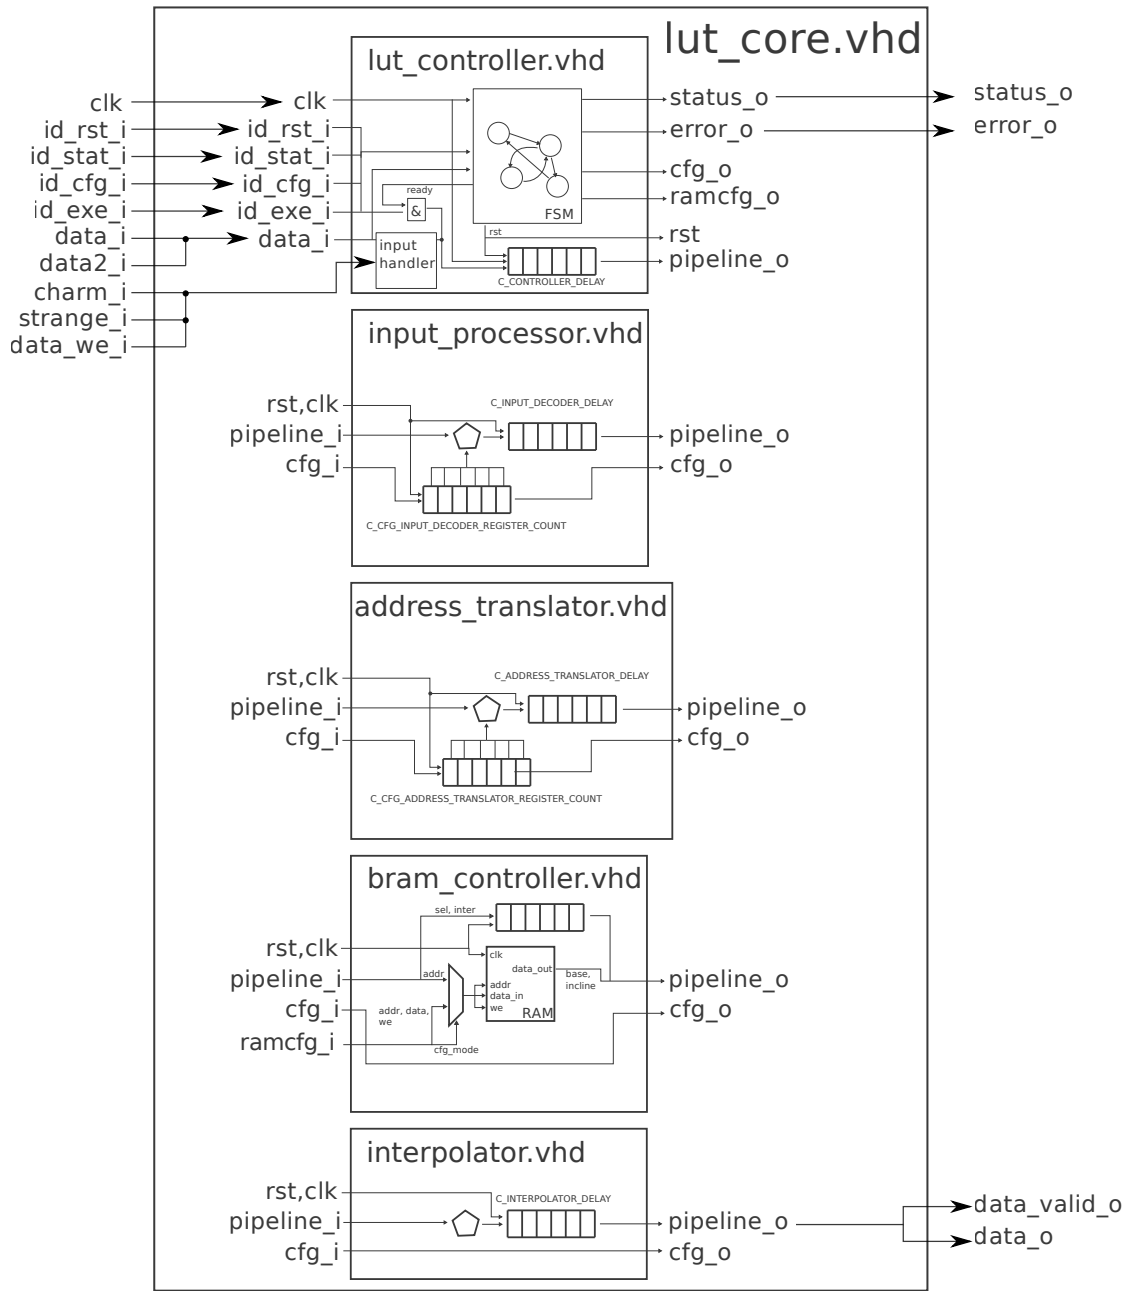 lut_core.vhd
lut_controller.vhd
clk
id_rst_i
id_stat_i
id_cfg_i
id_exe_i
data_i
data2_i
charm_i
strange_i
data_we_i
clk
id_rst_i
id_stat_i
id_cfg_i
id_exe_i
data_i
ready
&
input
handler
FSM
rst
C_CONTROLLER_DELAY
status_o
error_o
cfg_o
ramcfg_o
rst
pipeline_o
status_o
error_o
input_processor.vhd
rst,clk
pipeline_i
cfg_i
C_INPUT_DECODER_DELAY
C_CFG_INPUT_DECODER_REGISTER_COUNT
pipeline_o
cfg_o
address_translator.vhd
rst,clk
pipeline_i
cfg_i
C_ADDRESS_TRANSLATOR_DELAY
C_CFG_ADDRESS_TRANSLATOR_REGISTER_COUNT
pipeline_o
cfg_o
bram_controller.vhd
sel, inter
rst,clk
pipeline_i
cfg_i
ramcfg_i
addr
addr, data,
we
cfg_mode
clk
data_out
addr
data_in
we
RAM
base,
incline
pipeline_o
cfg_o
interpolator.vhd
rst,clk
pipeline_i
cfg_i
C_INTERPOLATOR_DELAY
pipeline_o
cfg_o
data_valid_o
data_o